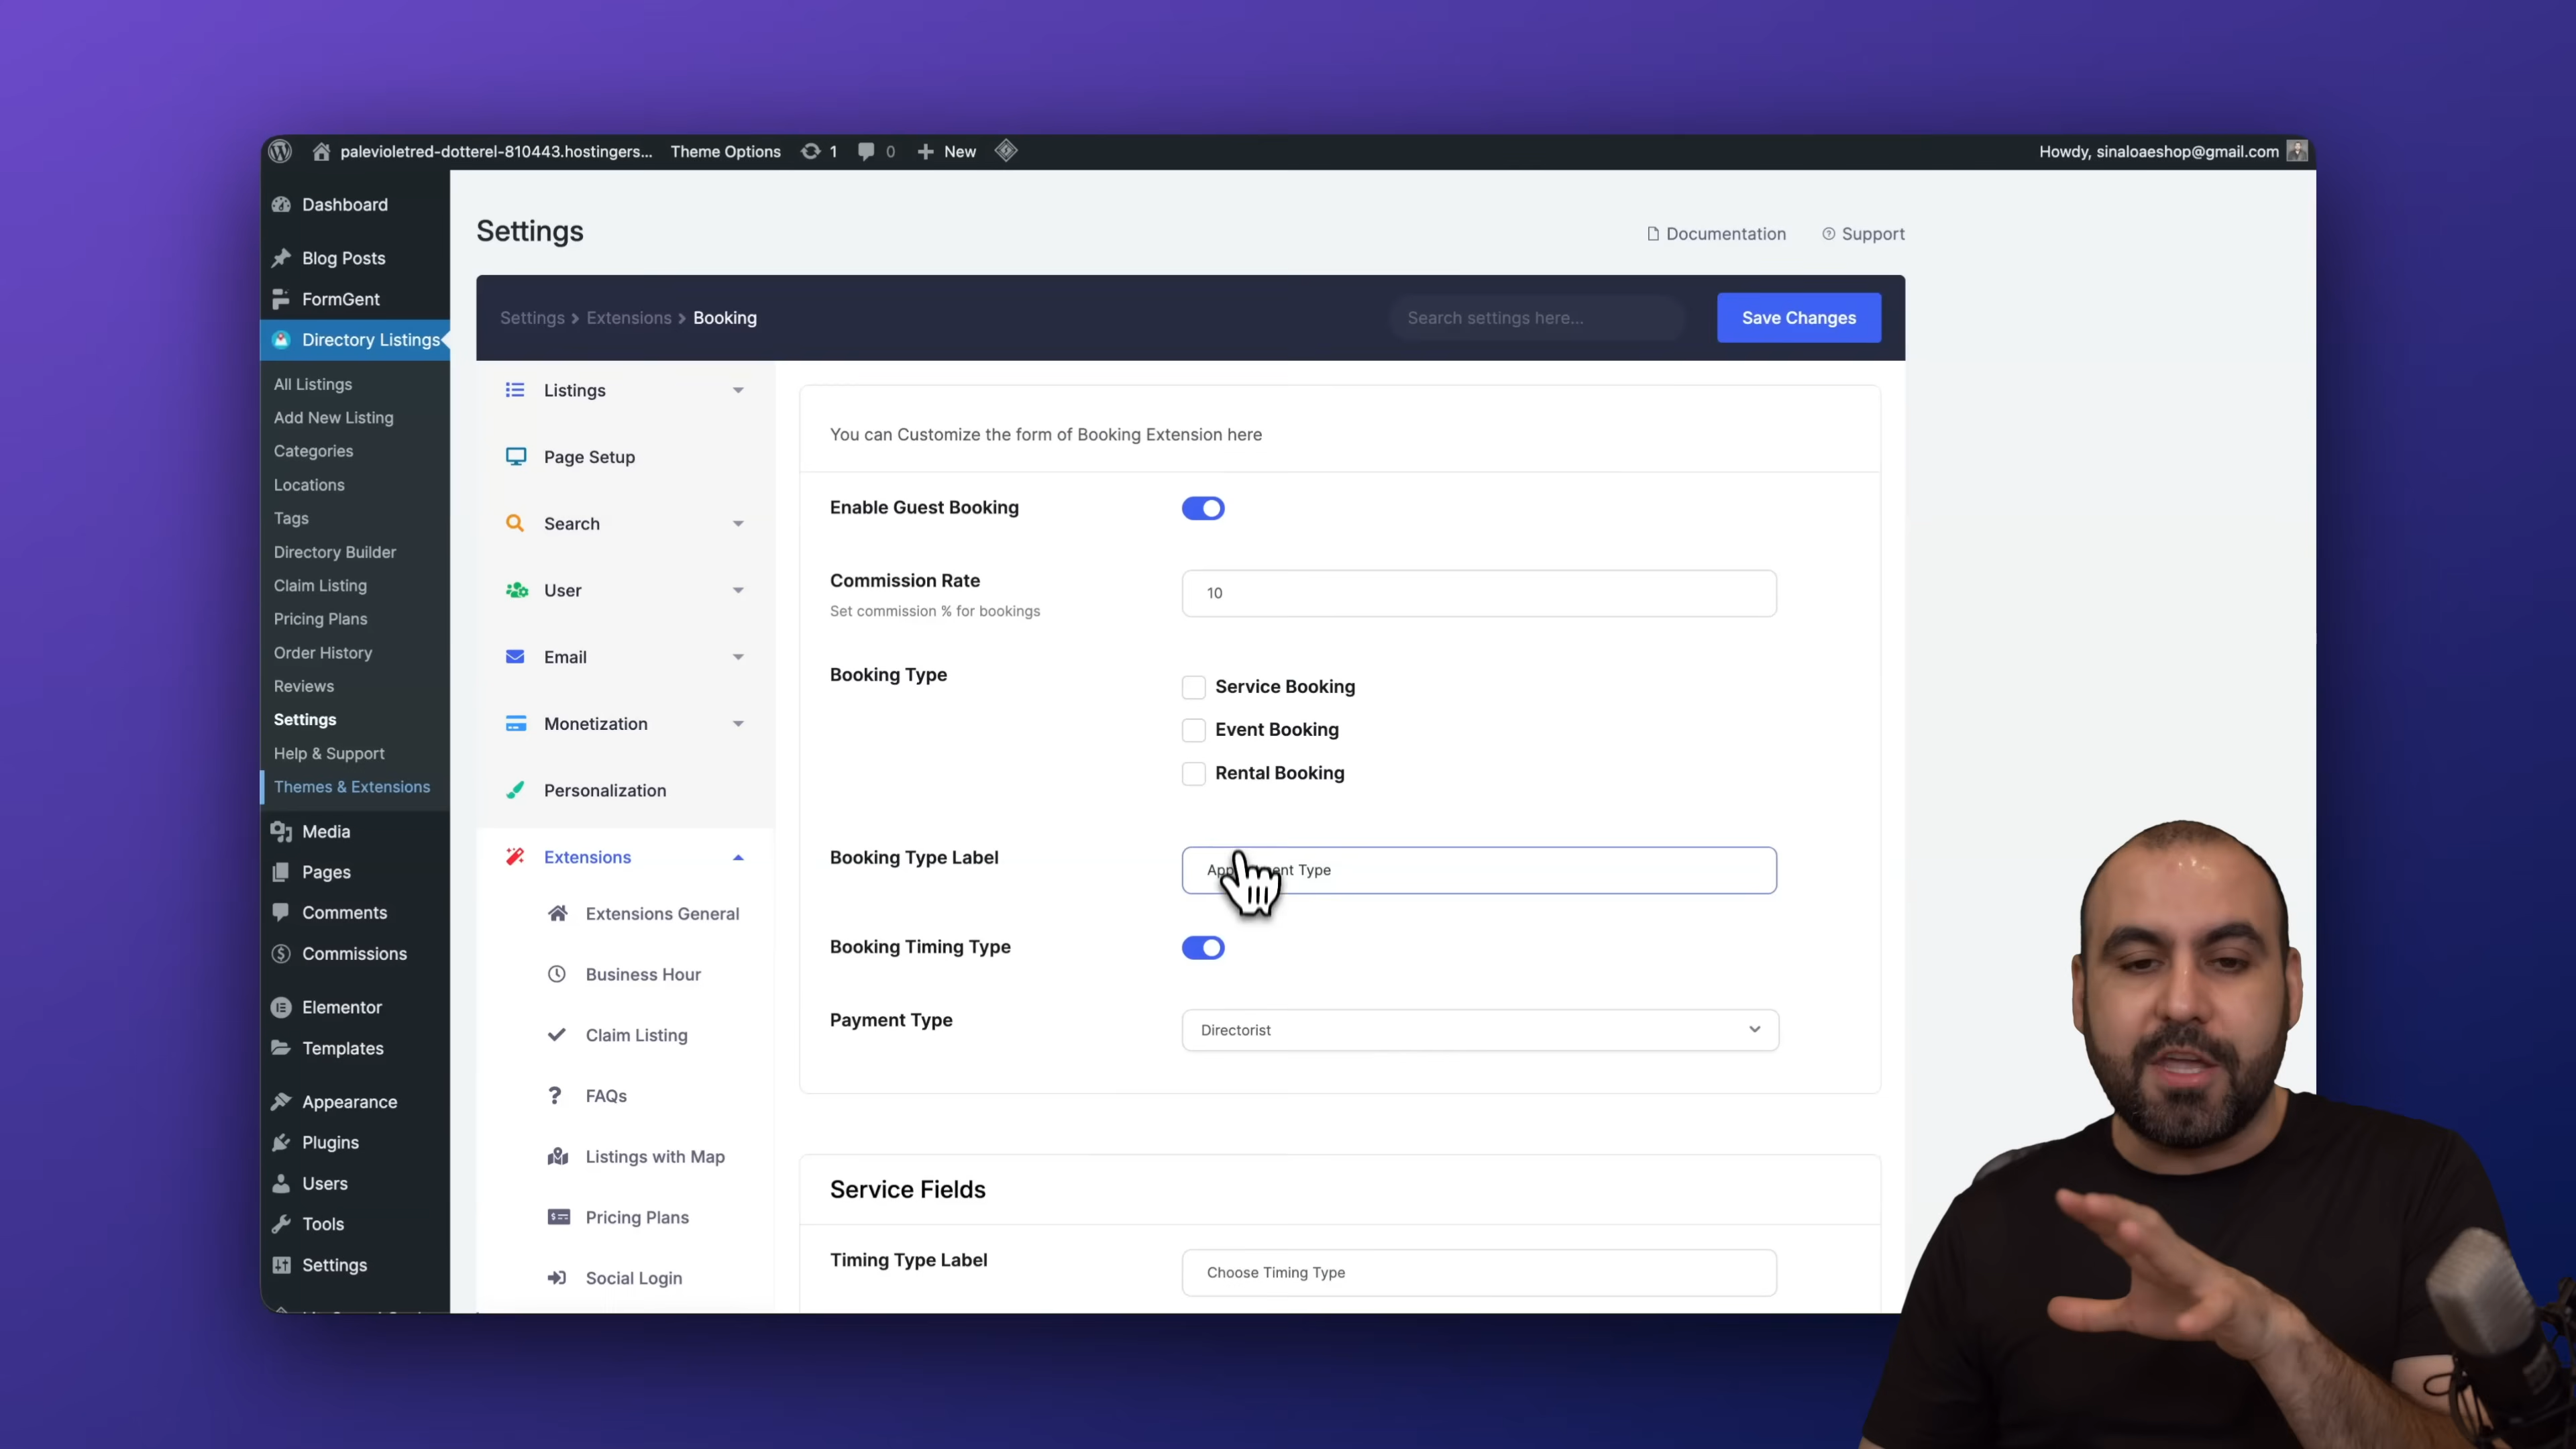 palevioletred-dotterel-810443.hostingers...
Theme Options
1
0
New
Howdy, sinaloaeshop@gmail.com
Dashboard
Blog Posts
FormGent
Directory Listings
All Listings
Add New Listing
Categories
Locations
Tags
Directory Builder
Claim Listing
Pricing Plans
Order History
Reviews
Settings
Help & Support
Themes & Extensions
Media
Pages
Comments
Commissions
Elementor
Templates
Appearance
Plugins
Users
Tools
Settings
Settings
Documentation
Support
Settings > Extensions > Booking
Search settings here...
Save Changes
Listings
Page Setup
Search
User
Email
Monetization
Personalization
Extensions
Extensions General
Business Hour
Claim Listing
FAQs
Listings with Map
Pricing Plans
Social Login
You can Customize the form of Booking Extension here
Enable Guest Booking
Commission Rate
10
Set commission % for bookings
Booking Type
Service Booking
Event Booking
Rental Booking
Booking Type Label
Type
Booking Timing Type
Payment Type
Directorist
Service Fields
Timing Type Label
Choose Timing Type